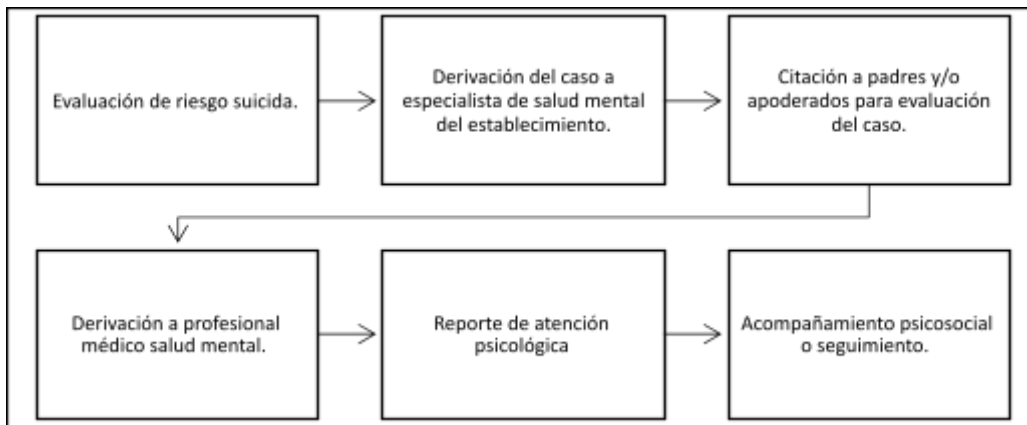 Evaluación de riesgo suicida.
Derivación del caso a
especialista de salud mental
del establecimiento.
Citación a padres y/o
apoderados para evaluación
del caso.
Derivación a profesional
médico salud mental.
Reporte de atención
psicológica
Acompañamiento psicosocial
o seguimiento.